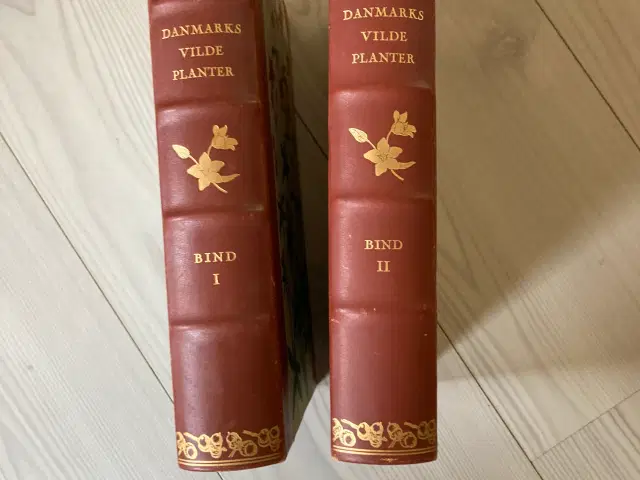 DANMARKS
VILDE
PLANTER
BIND
I
DANMARKS
VILDE
PLANTER
BIND
II